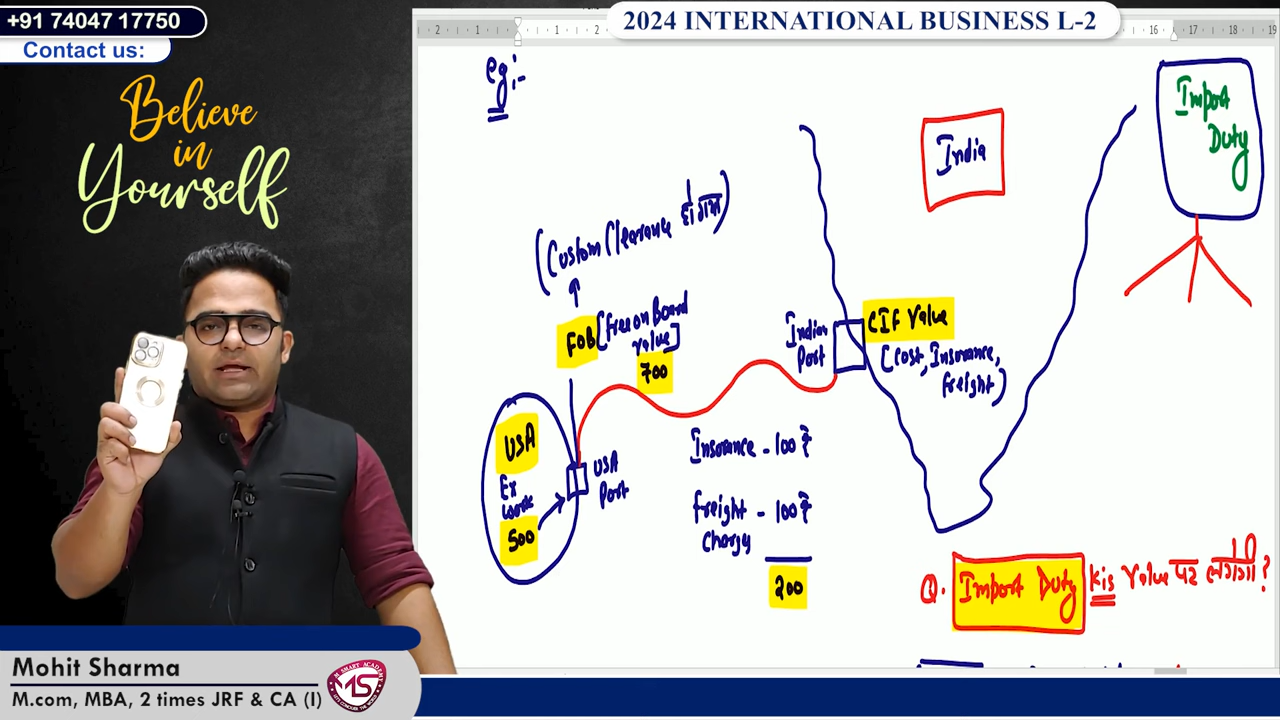 +91 74047 17750
Contact us:
2024 INTERNATIONAL BUSINESS L-2
Believe
in
Yourself
eg:-
India
Import
Duty
(Custom Clearance
FOB [free on Board
value]
700
Indian
Port
CIF Value
[Cost, Insurance,
freight)
USA
Ex
work
500
USA
Port
Insurance - 100 ₹
freight - 100 ₹
Charge
200
Q. Import Duty kis Value पर लगेगी?
Mohit Sharma
M.com, MBA, 2 times JRF & CA (I)
MS